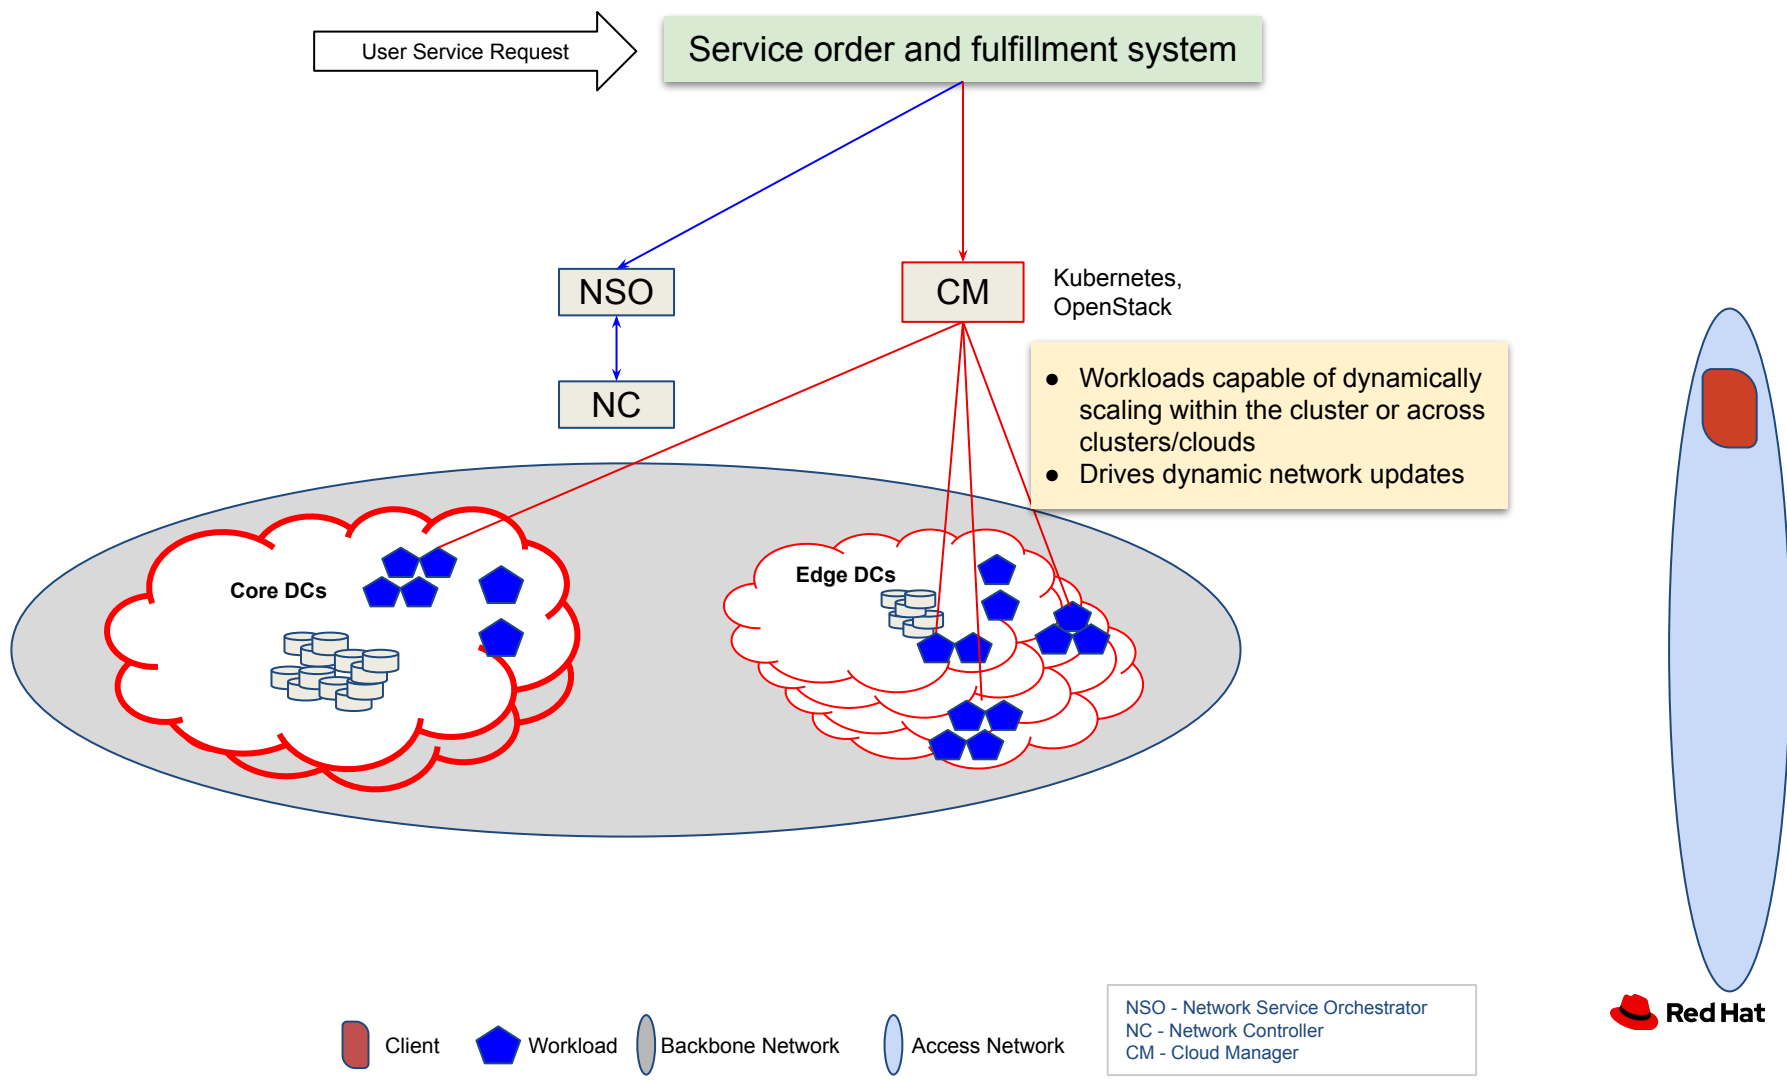 User Service Request
Service order and fulfillment system
NSO
CM
Kubernetes,
OpenStack
NC
● Workloads capable of dynamically
scaling within the cluster or across
clusters/clouds
● Drives dynamic network updates
Core DCs
Edge DCs
Client
Workload
Backbone Network
Access Network
NSO - Network Service Orchestrator
NC - Network Controller
CM - Cloud Manager
Red Hat